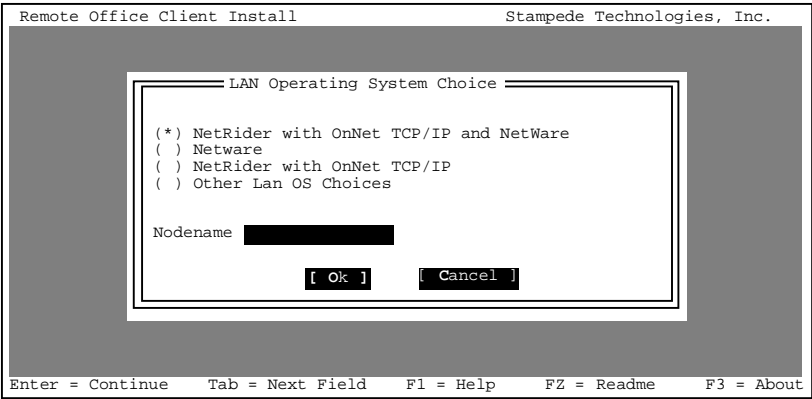 Remote Office Client Install Stampede Technologies, Inc.
LAN Operating System Choice
(*) NetRider with OnNet TCP/IP and NetWare
( ) Netware
( ) NetRider with OnNet TCP/IP
( ) Other Lan OS Choices
Nodename
[ Ok ] [ Cancel ]
Enter = Continue Tab = Next Field F1 = Help FZ = Readme F3 = About